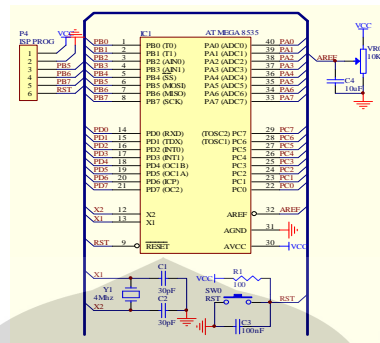 P4
ISP PROG
VCC
1
2
3
4
5
6
PB5
PB6
PB7
RST
IC1
AT MEGA 8535
PB0 1 PB0 (T0) PA0 (ADC0) 40 PA0
PB1 2 PB1 (T1) PA1 (ADC1) 39 PA1
PB2 3 PB2 (AIN0) PA2 (ADC2) 38 PA2
PB3 4 PB3 (AIN1) PA3 (ADC3) 37 PA3
PB4 5 PB4 (SS) PA4 (ADC4) 36 PA4
PB5 6 PB5 (MOSI) PA5 (ADC5) 35 PA5
PB6 7 PB6 (MISO) PA6 (ADC6) 34 PA6
PB7 8 PB7 (SCK) PA7 (ADC7) 33 PA7
PD0 14 PD0 (RXD) (TOSC2) PC7 29 PC7
PD1 15 PD1 (TDX) (TOSC1) PC6 28 PC6
PD2 16 PD2 (INT0) PC5 27 PC5
PD3 17 PD3 (INT1) PC4 26 PC4
PD4 18 PD4 (OC1B) PC3 25 PC3
PD5 19 PD5 (OC1A) PC2 24 PC2
PD6 20 PD6 (ICP) PC1 23 PC1
PD7 21 PD7 (OC2) PC0 22 PC0
X2 12 X2 AREF 32 AREF
X1 13 X1 AGND 31
RST 9 RESET AVCC 30 VCC
VCC
VR0
10K
AREF
C4
10uF
X1
Y1
4Mhz
X2
C1
30pF
C2
30pF
VCC
R1
100
SW0
RST
RST
C3
100nF